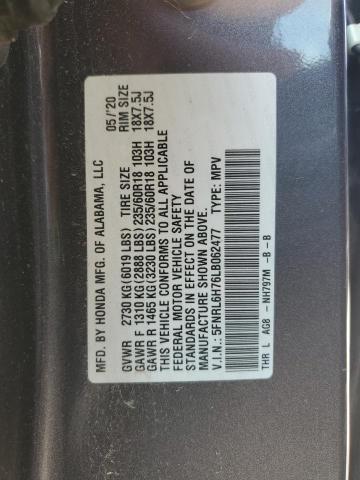 MFD. BY HONDA MFG. OF ALABAMA, LLC 05/'20
TIRE SIZE RIM SIZE
GVWR 2730 KG(6019 LBS)
GAWR F 1310 KG(2888 LBS) 235/60R18 103H 18X7.5J
GAWR R 1465 KG(3230 LBS) 235/60R18 103H 18X7.5J
THIS VEHICLE CONFORMS TO ALL APPLICABLE
FEDERAL MOTOR VEHICLE SAFETY
STANDARDS IN EFFECT ON THE DATE OF
MANUFACTURE SHOWN ABOVE.
V.I.N.: 5FNRL6H76LB062477 TYPE: MPV
THR L AG8 - NH797M -B - B